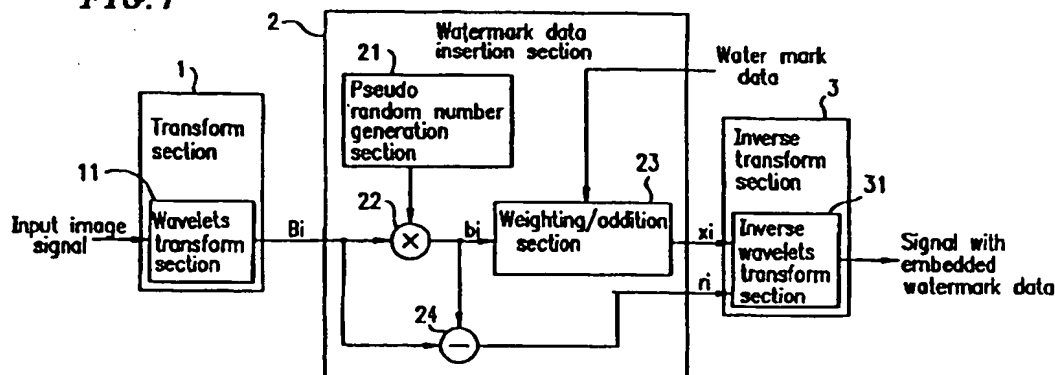 FIG. 7
2
Watermark data
insertion section
21
Pseudo
random number
generation
section
Water mark
data
1
Transform
section
11
Wavelets
transform
section
Input image
signal
Bi
22
×
bi
23
Weighting/addition
section
xi
3
Inverse
transform
section
31
Inverse
wavelets
transform
section
Signal with
embedded
watermark data
ri
24
−